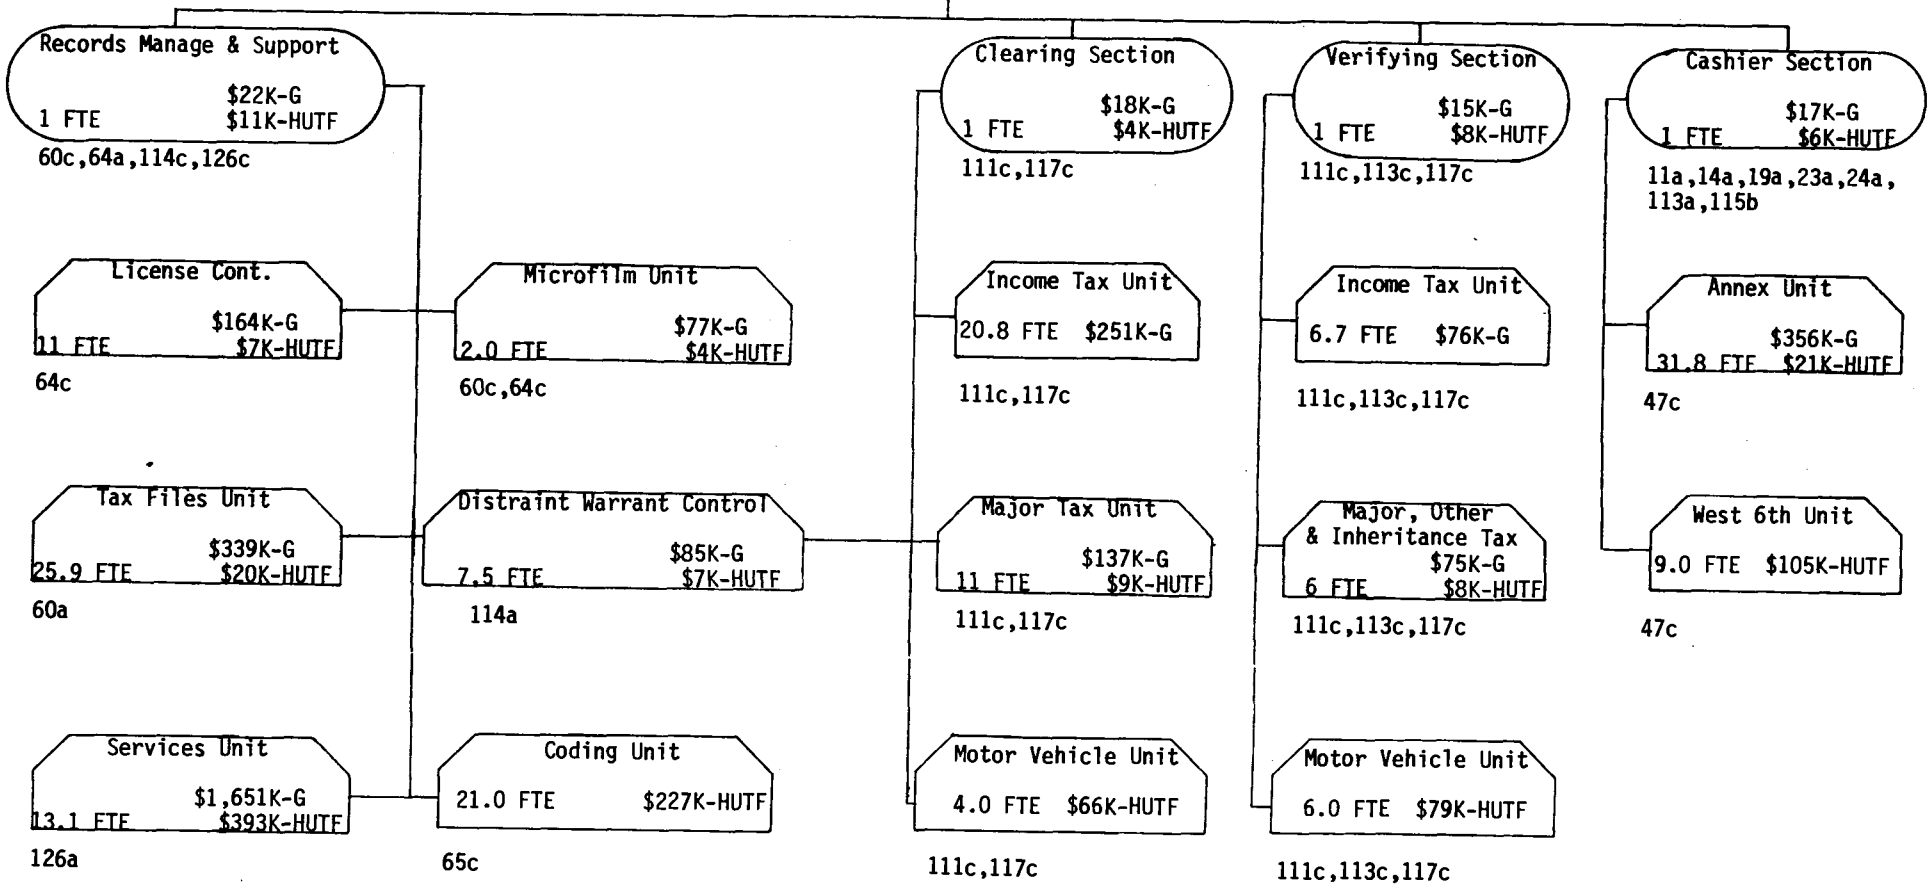 Records Manage & Support
$22K-G
1 FTE $11K-HUTF
60c,64a,114c,126c
License Cont.
$164K-G
11 FTE $7K-HUTF
64c
Microfilm Unit
$77K-G
2.0 FTE $4K-HUTF
60c,64c
Tax Files Unit
$339K-G
25.9 FTE $20K-HUTF
60a
Distraint Warrant Control
$85K-G
7.5 FTE $7K-HUTF
114a
Services Unit
$1,651K-G
13.1 FTE $393K-HUTF
126a
Coding Unit
21.0 FTE $227K-HUTF
65c
Clearing Section
$18K-G
1 FTE $4K-HUTF
111c,117c
Income Tax Unit
20.8 FTE $251K-G
111c,117c
Major Tax Unit
$137K-G
11 FTE $9K-HUTF
111c,117c
Motor Vehicle Unit
4.0 FTE $66K-HUTF
111c,117c
Verifying Section
$15K-G
1 FTE $8K-HUTF
111c,113c,117c
Income Tax Unit
6.7 FTE $76K-G
111c,113c,117c
Major, Other
& Inheritance Tax
$75K-G
6 FTE $8K-HUTF
111c,113c,117c
Motor Vehicle Unit
6.0 FTE $79K-HUTF
111c,113c,117c
Cashier Section
$17K-G
1 FTE $6K-HUTF
11a,14a,19a,23a,24a,
113a,115b
Annex Unit
$356K-G
31.8 FTE $21K-HUTF
47c
West 6th Unit
9.0 FTE $105K-HUTF
47c